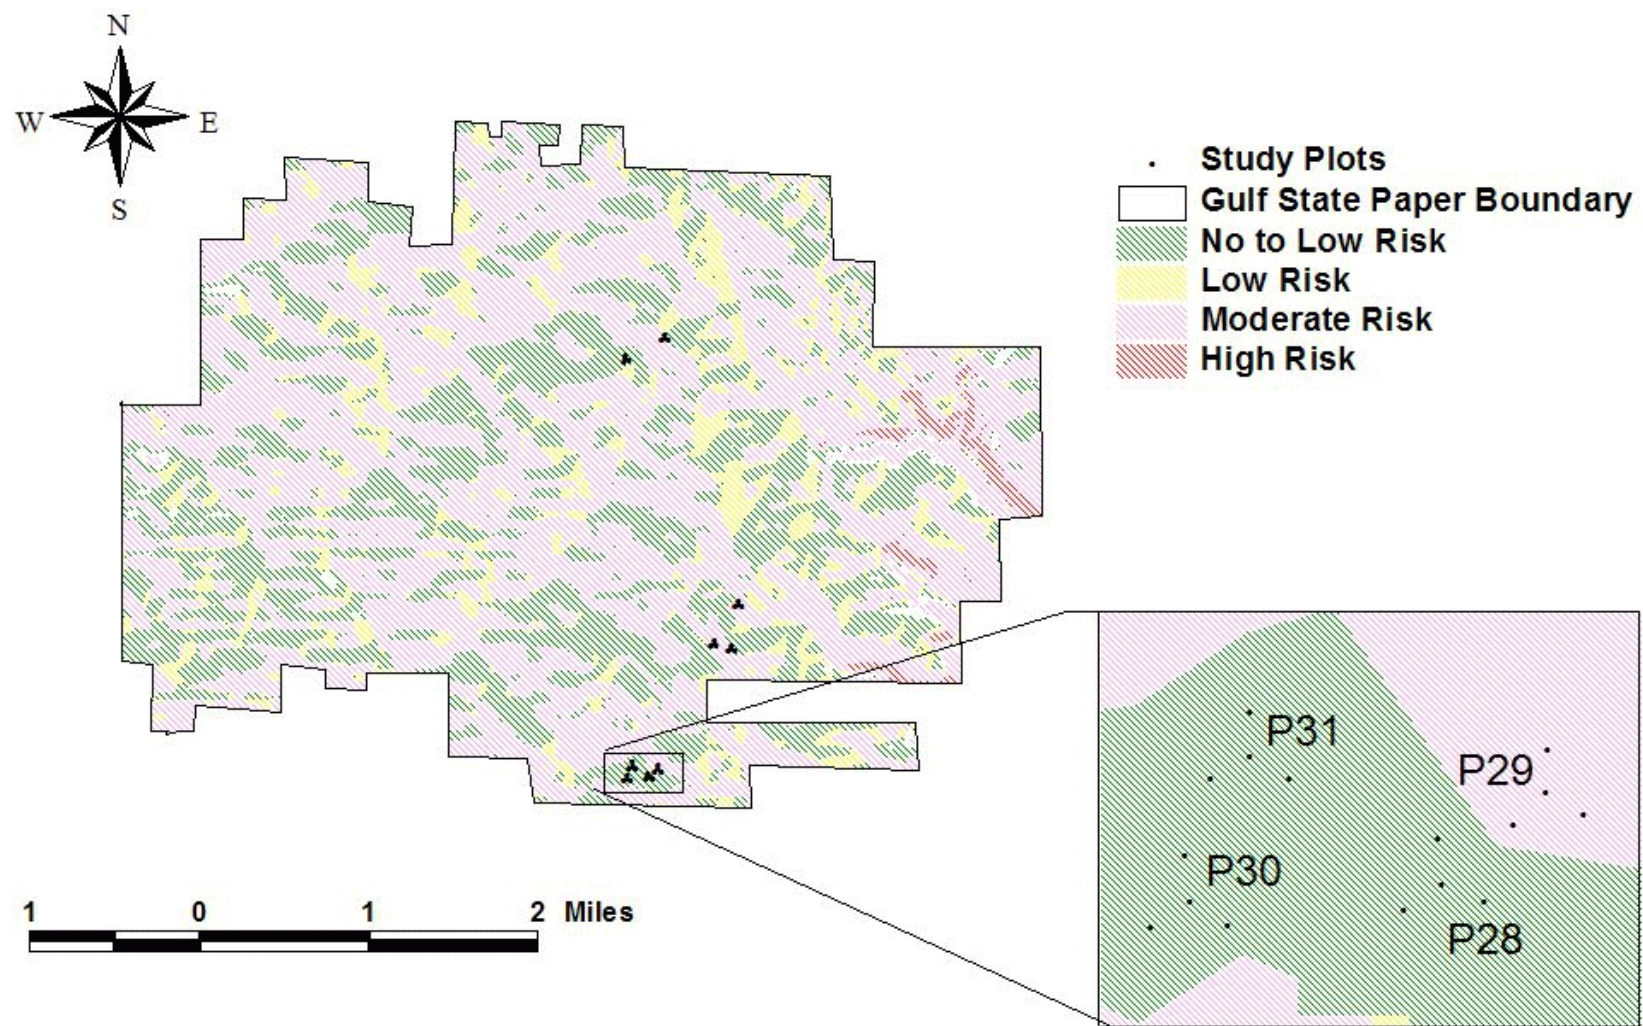 N
W E
S
Study Plots
Gulf State Paper Boundary
No to Low Risk
Low Risk
Moderate Risk
High Risk
P31
P29
P30
P28
1 0 1 2 Miles